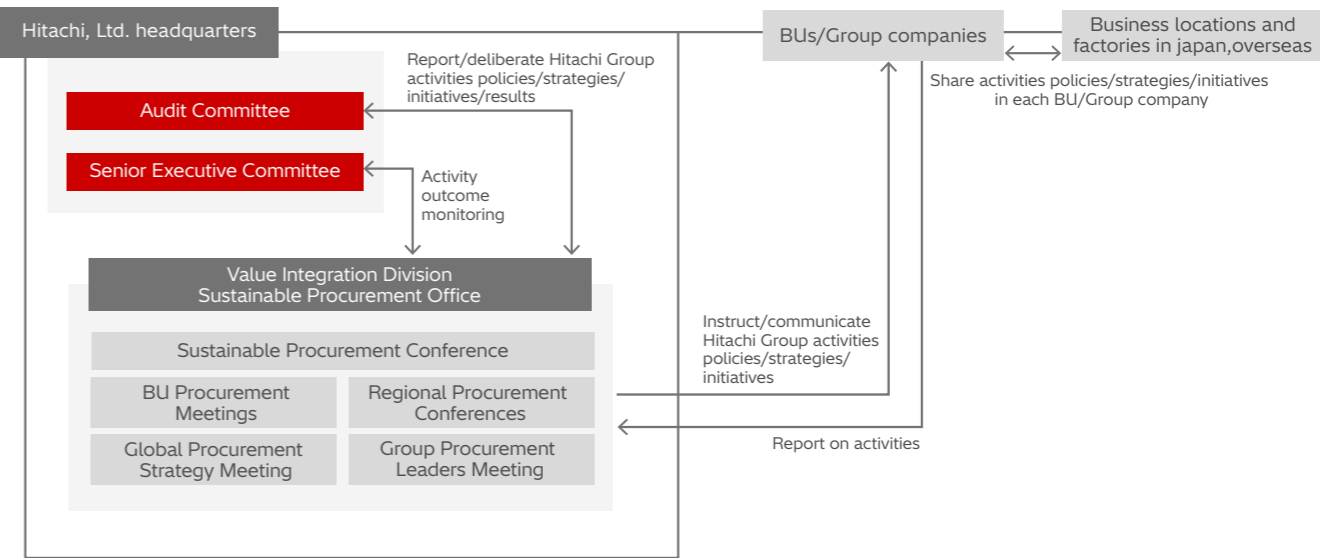 Hitachi, Ltd. headquarters
BUs/Group companies
Business locations and
factories in japan,overseas
Report/deliberate Hitachi Group
activities policies/strategies/
initiatives/results
Share activities policies/strategies/initiatives
in each BU/Group company
Audit Committee
Senior Executive Committee
Activity
outcome
monitoring
Value Integration Division
Sustainable Procurement Office
Sustainable Procurement Conference
BU Procurement
Meetings
Regional Procurement
Conferences
Global Procurement
Strategy Meeting
Group Procurement
Leaders Meeting
Instruct/communicate
Hitachi Group activities
policies/strategies/
initiatives
Report on activities